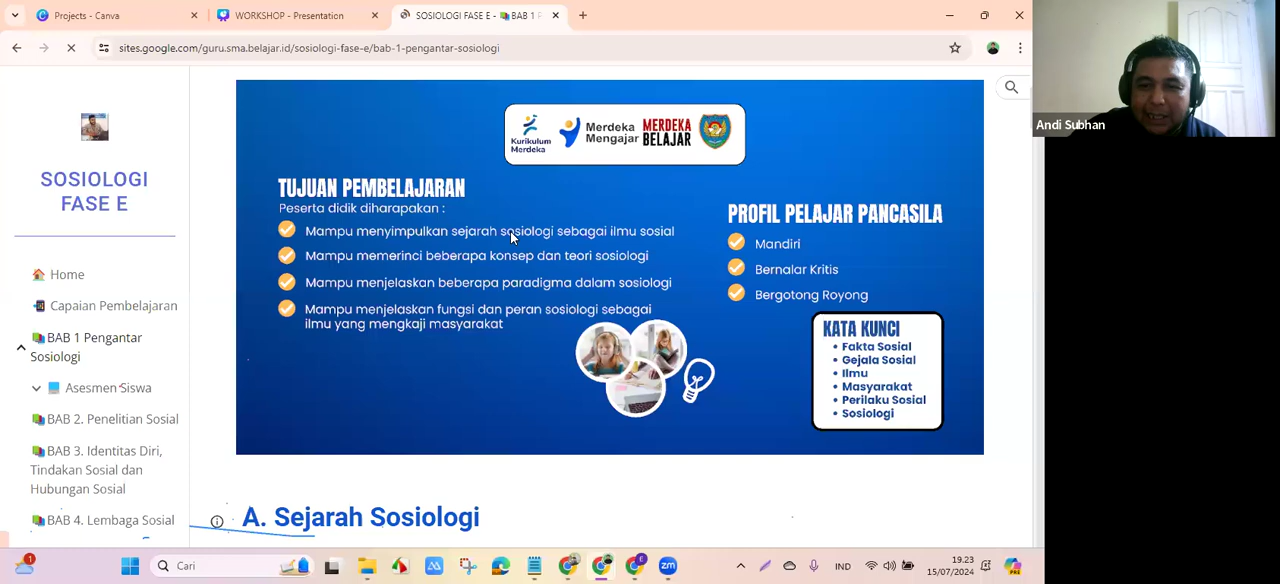 Projects - Canva
WORKSHOP - Presentation
SOSIOLOGI FASE E - BAB 1 P
sites.google.com/guru.sma.belajar.id/sosiologi-fase-e/bab-1-pengantar-sosiologi
Andi Subhan
SOSIOLOGI
FASE E
Home
Capaian Pembelajaran
BAB 1 Pengantar
Sosiologi
Asesmen Siswa
BAB 2. Penelitian Sosial
BAB 3. Identitas Diri,
Tindakan Sosial dan
Hubungan Sosial
BAB 4. Lembaga Sosial
Kurikulum
Merdeka
Merdeka
Mengajar
MERDEKA
BELAJAR
TUJUAN PEMBELAJARAN
Peserta didik diharapakan :
Mampu menyimpulkan sejarah sosiologi sebagai ilmu sosial
Mampu memerinci beberapa konsep dan teori sosiologi
Mampu menjelaskan beberapa paradigma dalam sosiologi
Mampu menjelaskan fungsi dan peran sosiologi sebagai
ilmu yang mengkaji masyarakat
PROFIL PELAJAR PANCASILA
Mandiri
Bernalar Kritis
Bergotong Royong
KATA KUNCI
• Fakta Sosial
• Gejala Sosial
• Ilmu
• Masyarakat
• Perilaku Sosial
• Sosiologi
A. Sejarah Sosiologi
1
Cari
zm
IND
19.23
15/07/2024
PRE